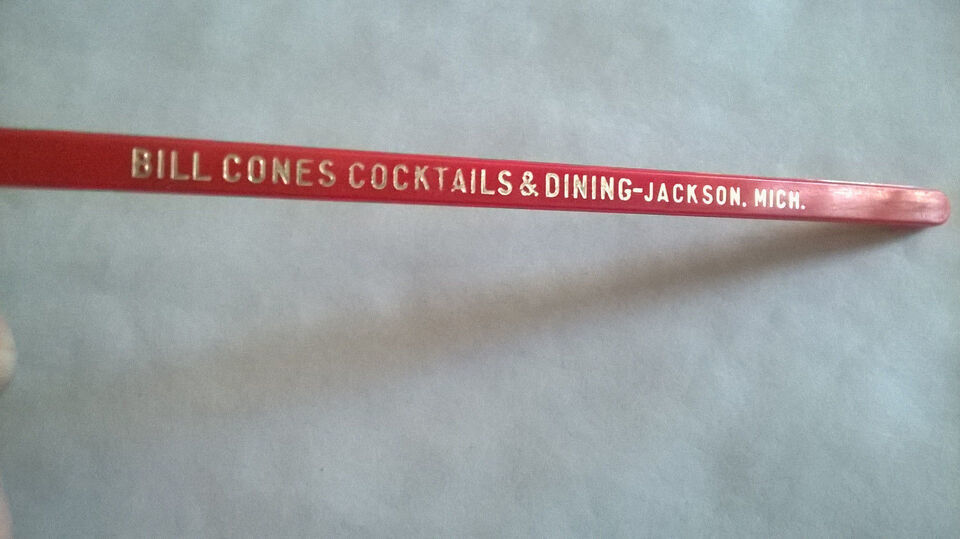 BILL CONES COCKTAILS & DINING-JACKSON, MICH.